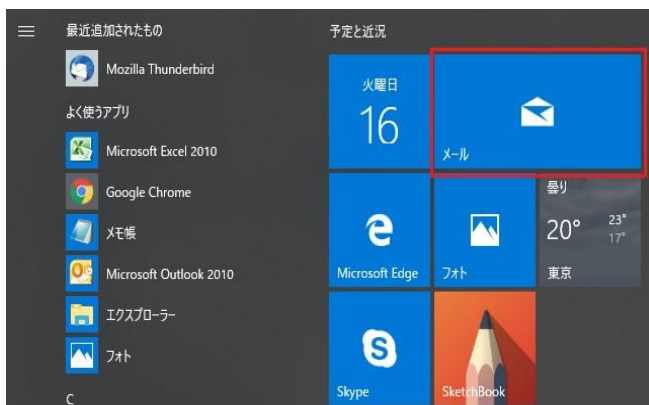 最近追加されたもの
Mozilla Thunderbird
よく使うアプリ
Microsoft Excel 2010
Google Chrome
メモ帳
Microsoft Outlook 2010
エクスプローラー
フォト
C
予定と近況
火曜日
16
メール
Microsoft Edge
フォト
曇り
20°
23°
17°
東京
Skype
SketchBook